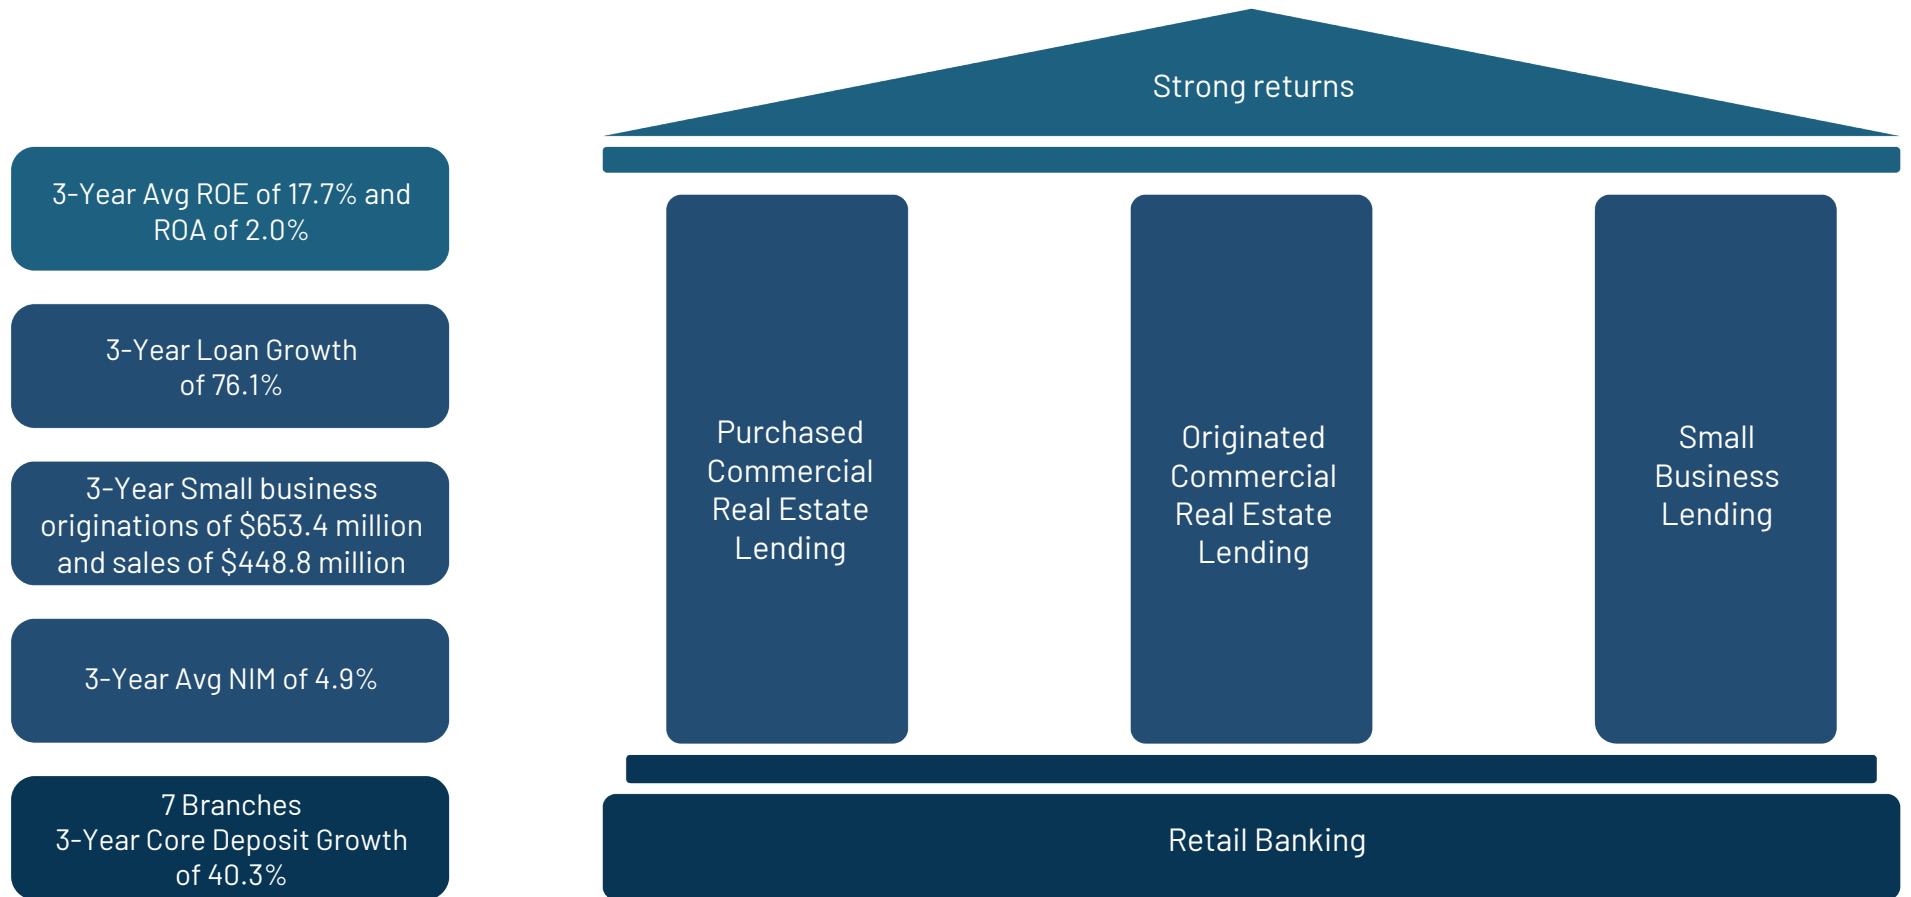 Strong returns
3-Year Avg ROE of 17.7% and
ROA of 2.0%
3-Year Loan Growth
of 76.1%
3-Year Small business
originations of $653.4 million
and sales of $448.8 million
3-Year Avg NIM of 4.9%
7 Branches
3-Year Core Deposit Growth
of 40.3%
Purchased
Commercial
Real Estate
Lending
Originated
Commercial
Real Estate
Lending
Small
Business
Lending
Retail Banking